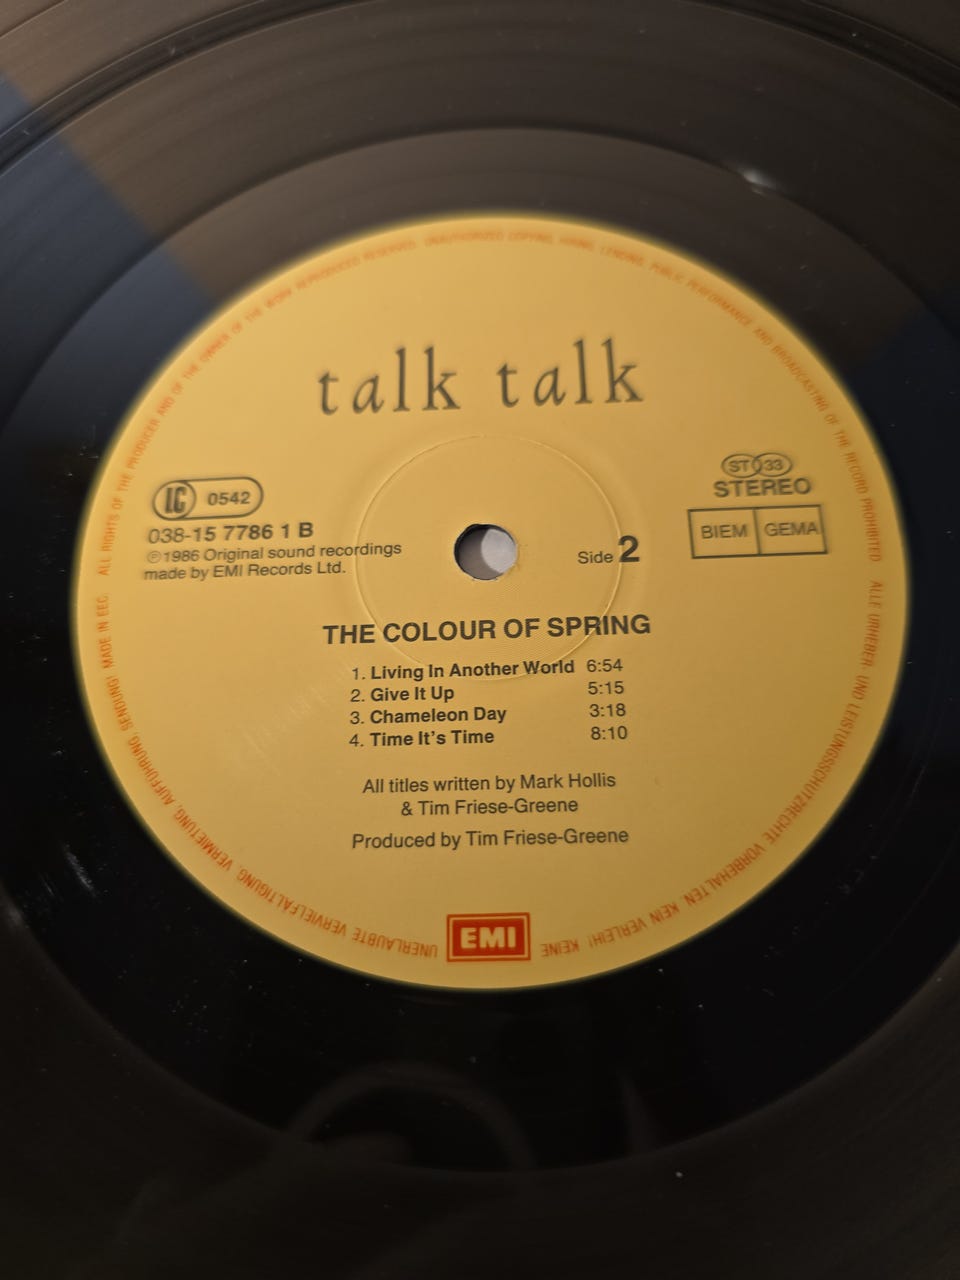 ALL RIGHTS OF THE PRODUCER AND OF THE OWNER OF THE WORK REPRODUCED RESERVED. UNAUTHORIZED COPYING, HIRING, LENDING, PUBLIC PERFORMANCE AND BROADCASTING OF THE RECORD PROHIBITED
talk talk
LC 0542
038-15 7786 1 B
℗1986 Original sound recordings
made by EMI Records Ltd.
ST 33
STEREO
BIEM GEMA
Side 2
THE COLOUR OF SPRING
1. Living In Another World 6:54
2. Give It Up 5:15
3. Chameleon Day 3:18
4. Time It's Time 8:10
All titles written by Mark Hollis
& Tim Friese-Greene
Produced by Tim Friese-Greene
EMI
ALLE URHEBER- UND LEISTUNGSSCHUTZRECHTE VORBEHALTEN. KEIN VERLEIH! KEINE UNERLAUBTE VERVIELFÄLTIGUNG, VERMIETUNG, AUFFÜHRUNG, SENDUNG! MADE IN EEC